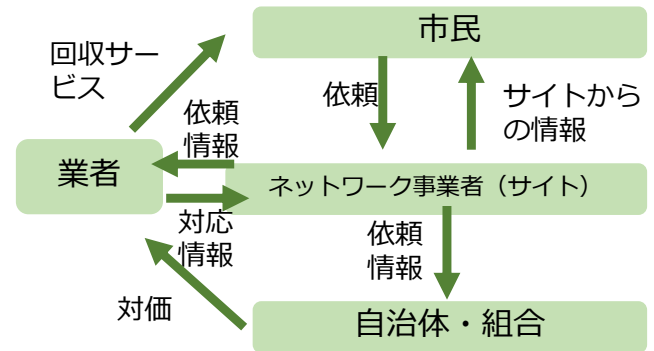 市民
回収サー
ビス
依頼
サイトから
の情報
依頼
情報
業者
ネットワーク事業者（サイト）
対応
情報
依頼
情報
対価
自治体・組合